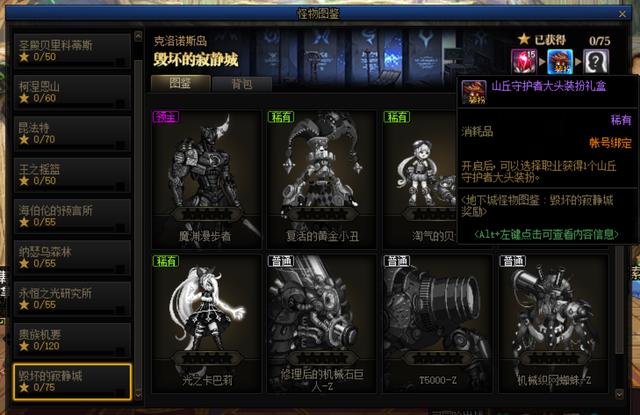 怪物图鉴
圣殿贝里科蒂斯
0/50
柯涅恩山
0/60
昆法特
0/70
王之摇篮
0/50
海伯伦的预言所
0/55
纳瑟乌森林
0/55
永恒之光研究所
0/55
贵族机要
0/120
毁坏的寂静城
0/75
克洛诺斯岛
毁坏的寂静城
已获得 0/75
15
?
图鉴
背包
领主
魔渊漫步者
稀有
复活的黄金小丑
稀有
淘气的贝
稀有
光之卡巴莉
普通
修理后的机械石巨
人-Z
普通
T5000-Z
普通
机械织网蜘蛛-Z
山丘守护者大头装扮礼盒
稀有
消耗品
帐号绑定
开启后,可以选择职业获得1个山丘
守护者大头装扮。
<地下城怪物图鉴:毁坏的寂静城
奖励>
<Alt+左键点击可查看内容信息>